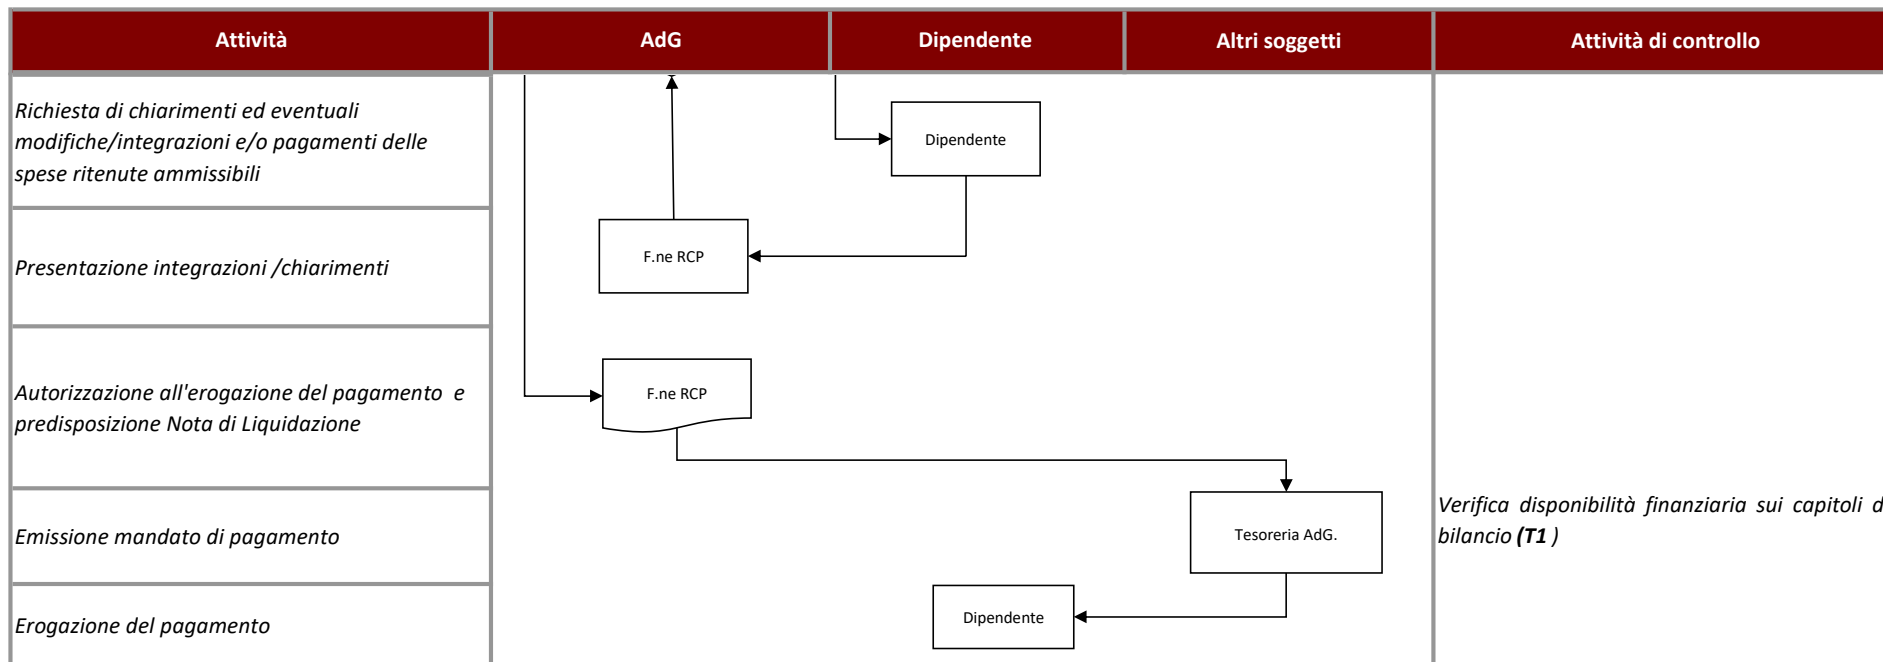 Attività
AdG
Dipendente
Altri soggetti
Attività di controllo
Richiesta di chiarimenti ed eventuali
modifiche/integrazioni e/o pagamenti delle
spese ritenute ammissibili
Dipendente
Presentazione integrazioni /chiarimenti
F.ne RCP
Autorizzazione all'erogazione del pagamento e
predisposizione Nota di Liquidazione
F.ne RCP
Emissione mandato di pagamento
Tesoreria AdG.
Verifica disponibilità finanziaria sui capitoli d
bilancio (T1 )
Erogazione del pagamento
Dipendente